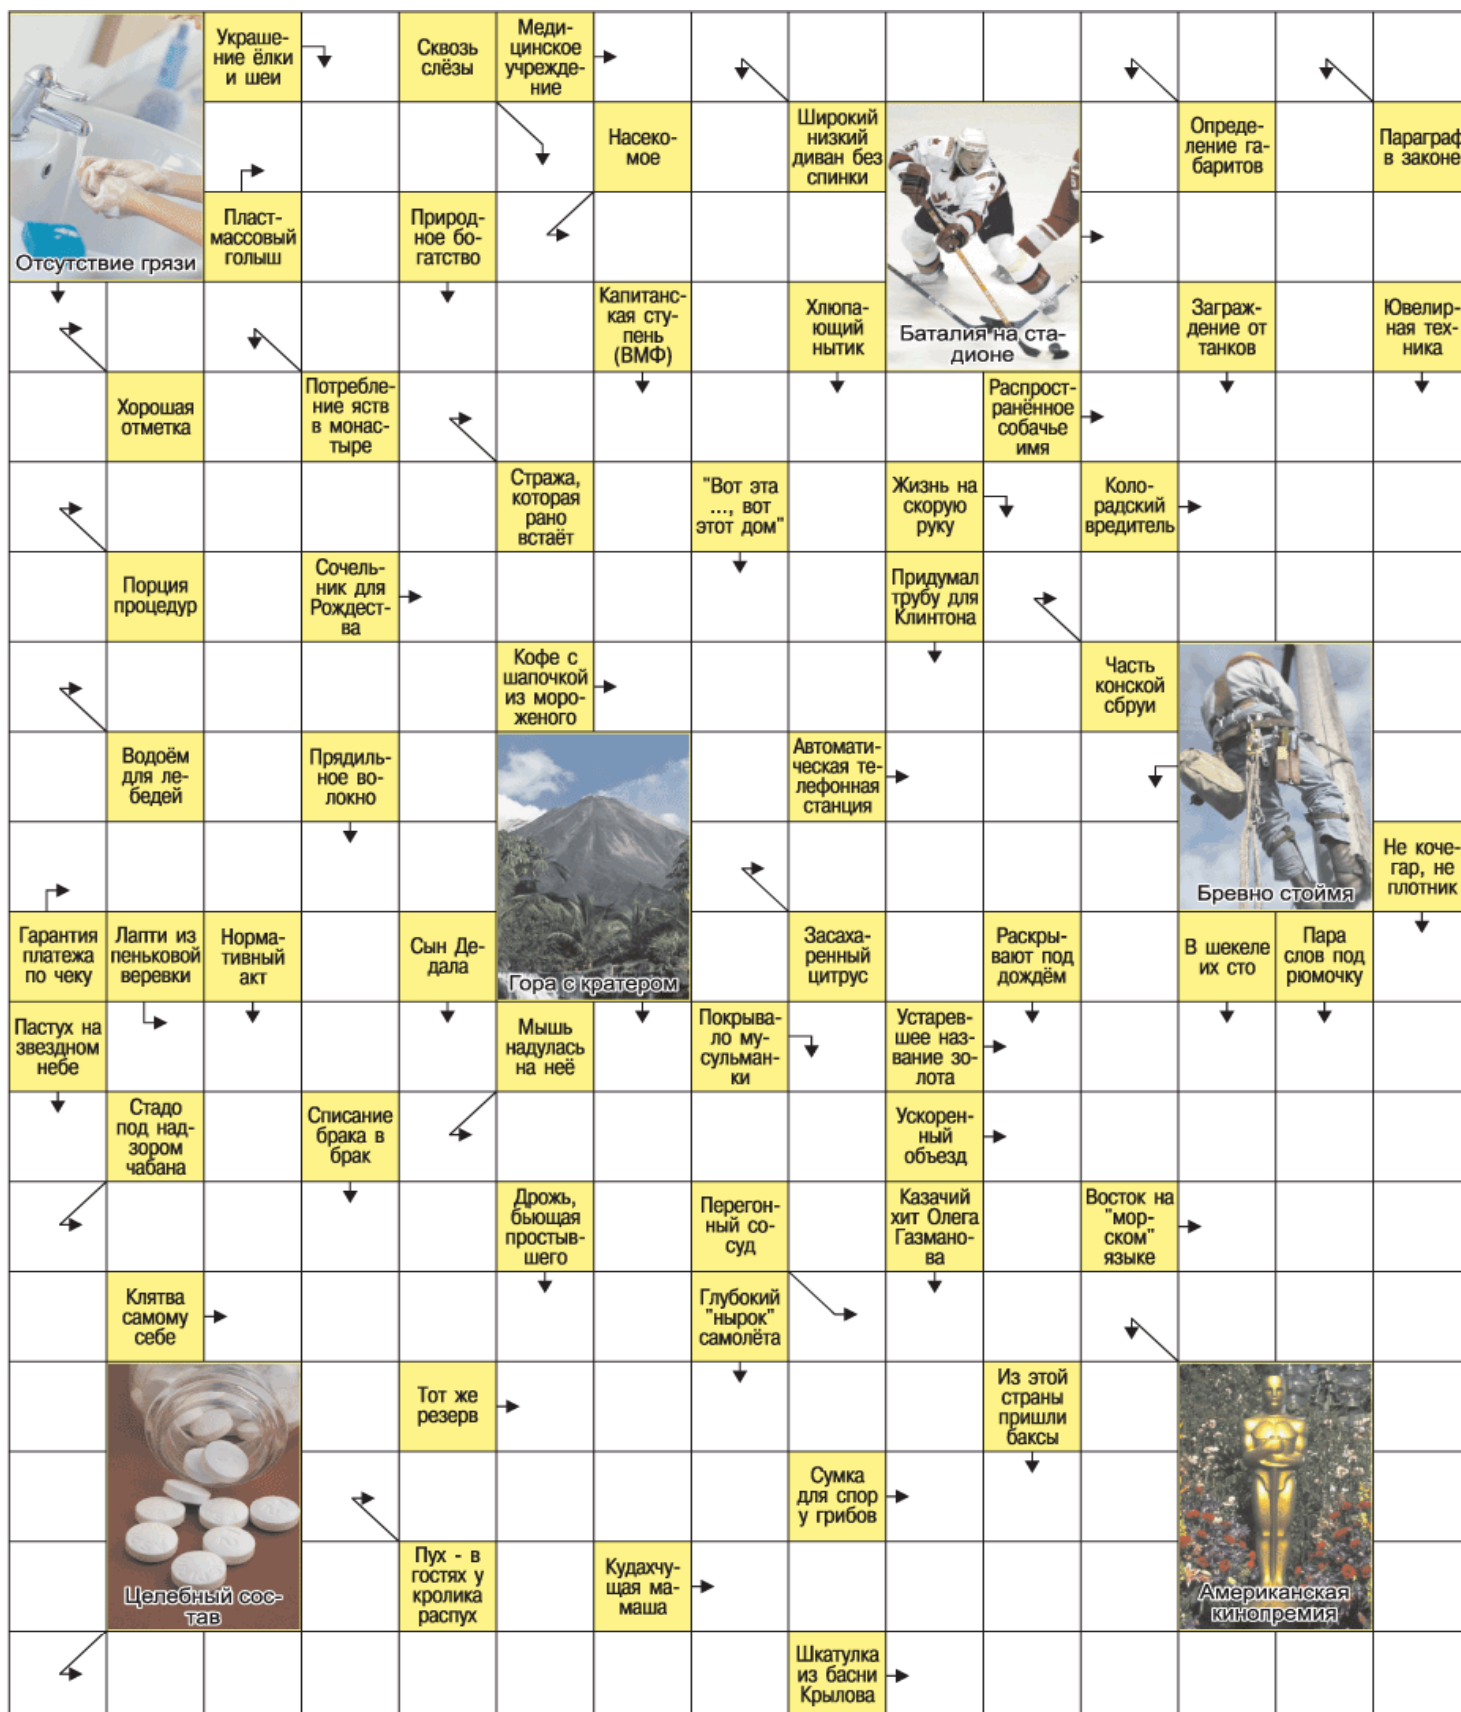 Украше-
ние ёлки
и шеи
Сквозь
слёзы
Меди-
цинское
учрежде-
ние
Отсутствие грязи
Насеко-
мое
Широкий
низкий
диван без
спинки
Опреде-
ление га-
баритов
Параграф
в законе
Пласт-
массовый
голыш
Природ-
ное бо-
гатство
Баталия на ста-
дионе
Капитанс-
кая сту-
пень
(ВМФ)
Хлюпа-
ющий
нытик
Заграж-
дение от
танков
Ювелир-
ная тех-
ника
Хорошая
отметка
Потребле-
ние яств
в монас-
тыре
Распрост-
ранённое
собачье
имя
Стража,
которая
рано
встаёт
"Вот эта
..., вот
этот дом"
Жизнь на
скорую
руку
Коло-
радский
вредитель
Порция
процедур
Сочель-
ник для
Рождест-
ва
Придумал
трубу для
Клинтона
Кофе с
шапочкой
из моро-
женого
Часть
конской
сбруи
Бревно стоймя
Водоём
для ле-
бедей
Прядиль-
ное во-
локно
Гора с кратером
Автомати-
ческая те-
лефонная
станция
Не коче-
гар, не
плотник
Гарантия
платежа
по чеку
Лапти из
пеньковой
веревки
Норма-
тивный
акт
Сын Де-
дала
Засаха-
ренный
цитрус
Раскры-
вают под
дождём
В шекеле
их сто
Пара
слов под
рюмочку
Пастух на
звездном
небе
Мышь
надулась
на неё
Покрыва-
ло му-
сульман-
ки
Устарев-
шее наз-
вание зо-
лота
Стадо
под над-
зором
чабана
Списание
брака в
брак
Ускорен-
ный
объезд
Дрожь,
бьющая
простыв-
шего
Перегон-
ный со-
суд
Казачий
хит Олега
Газмано-
ва
Восток на
"мор-
ском"
языке
Клятва
самому
себе
Глубокий
"нырок"
самолёта
Целебный сос-
тав
Тот же
резерв
Из этой
страны
пришли
баксы
Американская
кинопремия
Сумка
для спор
у грибов
Пух - в
гостях у
кролика
распух
Кудахчу-
щая ма-
маша
Шкатулка
из басни
Крылова